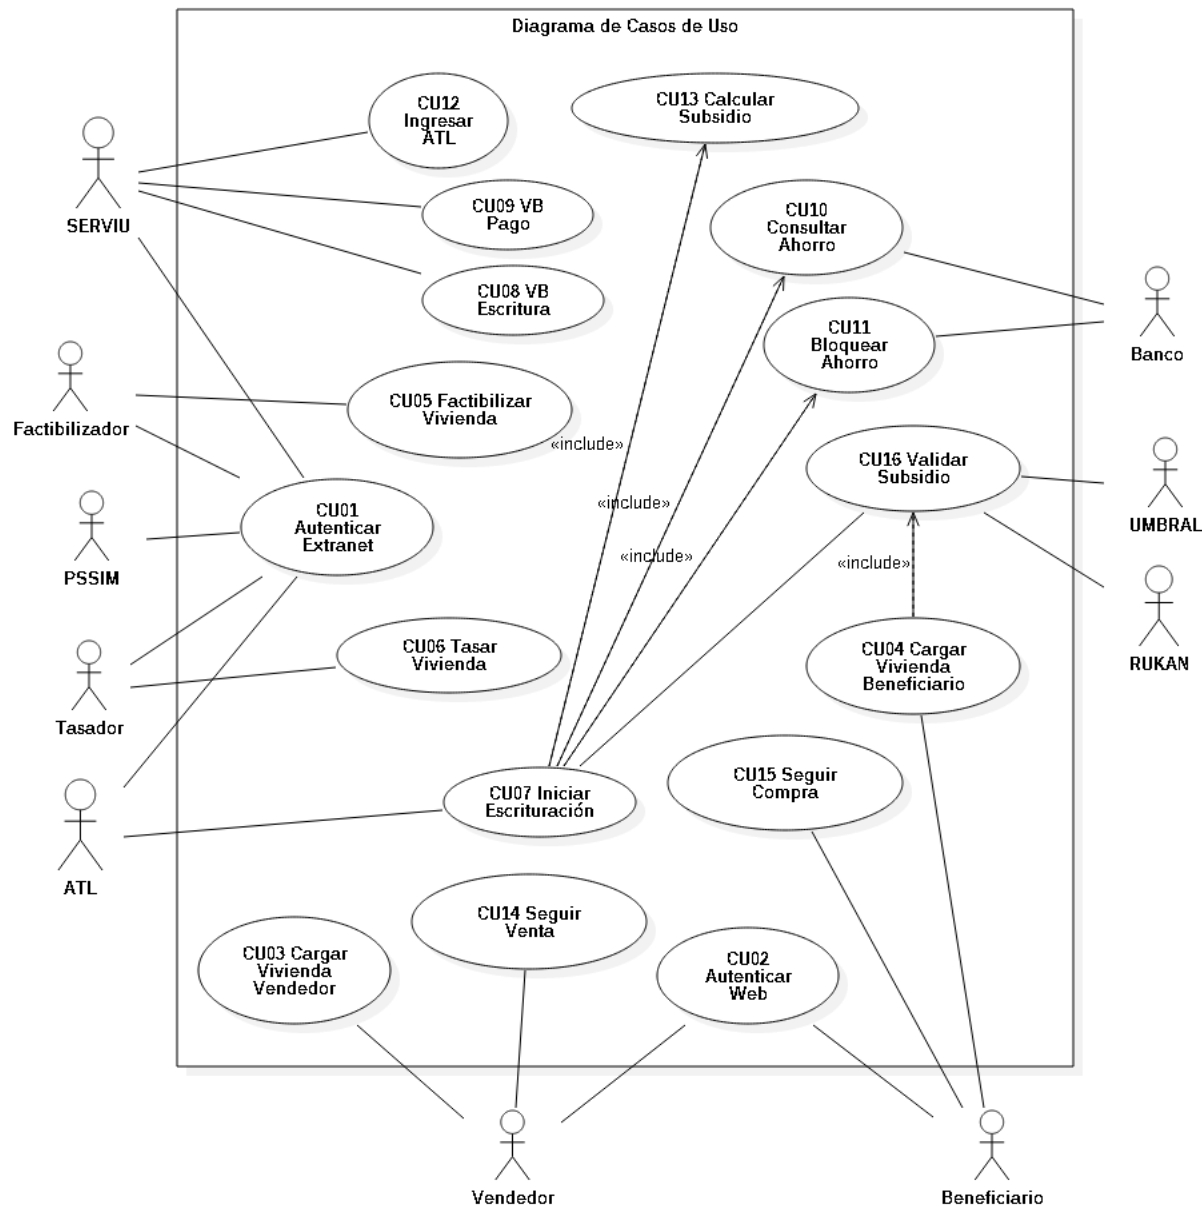 Diagrama de Casos de Uso
CU12
Ingresar
ATL
CU13 Calcular
Subsidio
SERVIU
CU09 VB
Pago
CU10
Consultar
Ahorro
CU08 VB
Escritura
CU11
Bloquear
Ahorro
Banco
Factibilizador
CU05 Factibilizar
Vivienda
«include»
CU16 Validar
Subsidio
UMBRAL
«include»
CU01
Autenticar
Extranet
PSSIM
«include»
«include»
RUKAN
CU06 Tasar
Vivienda
CU04 Cargar
Vivienda
Beneficiario
Tasador
CU15 Seguir
Compra
CU07 Iniciar
Escrituración
ATL
CU14 Seguir
Venta
CU03 Cargar
Vivienda
Vendedor
CU02
Autenticar
Web
Vendedor
Beneficiario